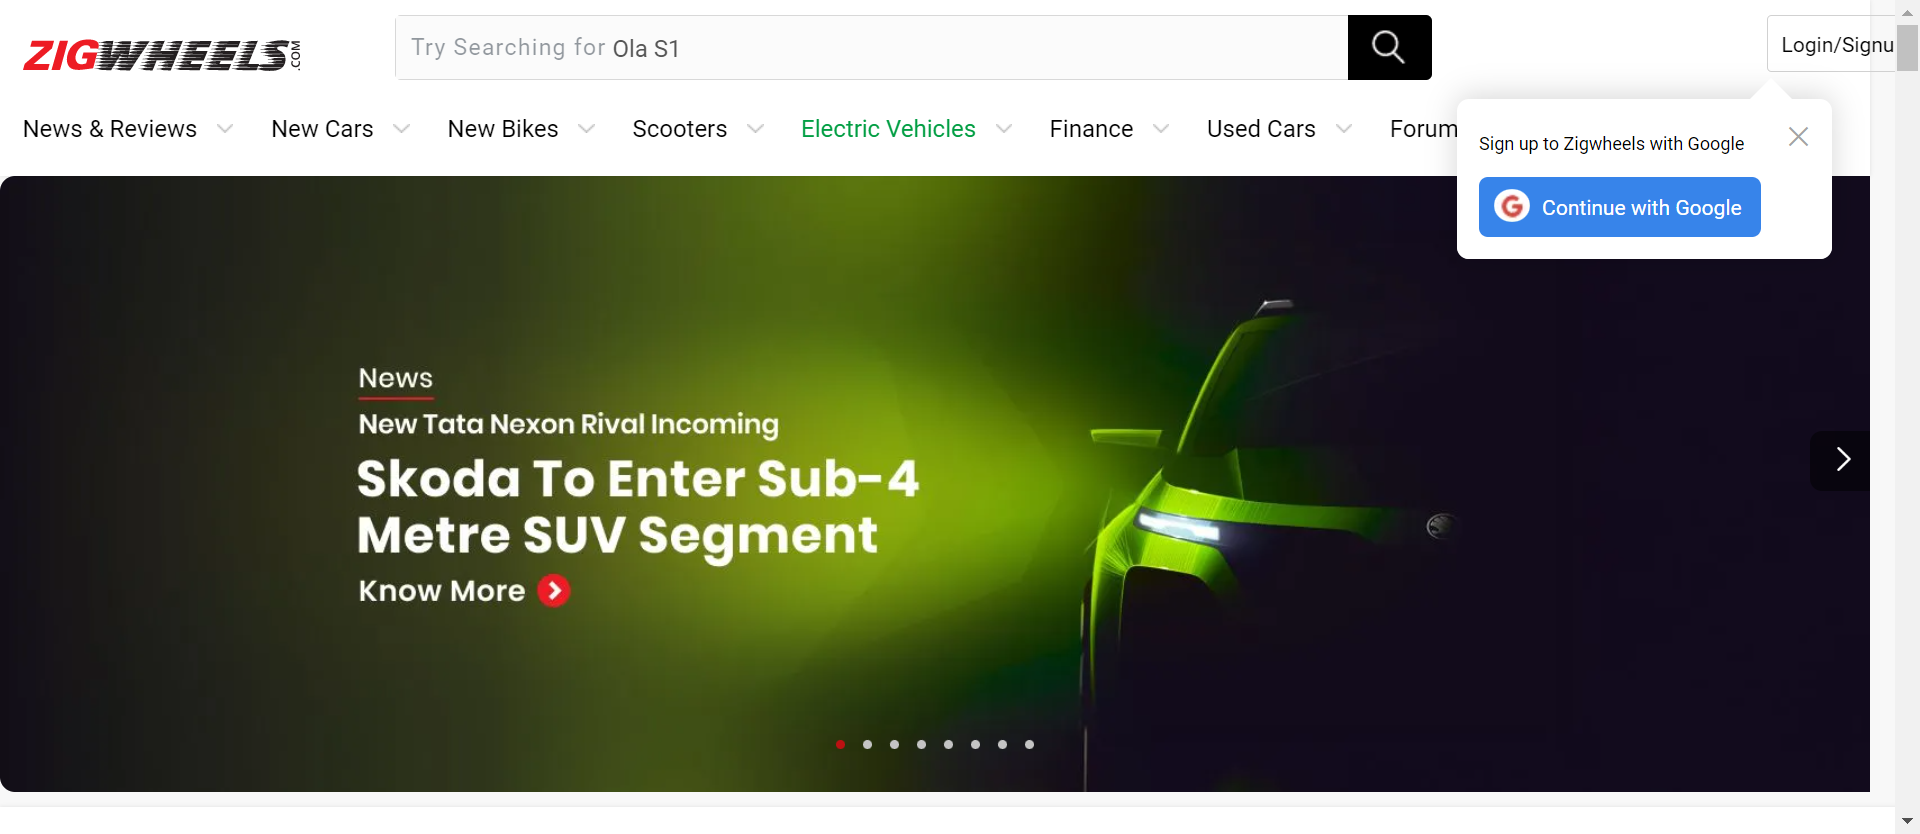 ZIGWHEELS.COM
Try Searching for Ola S1
Login/Signu
News & Reviews
New Cars
New Bikes
Scooters
Electric Vehicles
Finance
Used Cars
Forum
Sign up to Zigwheels with Google
Continue with Google
News
New Tata Nexon Rival Incoming
Skoda To Enter Sub-4
Metre SUV Segment
Know More